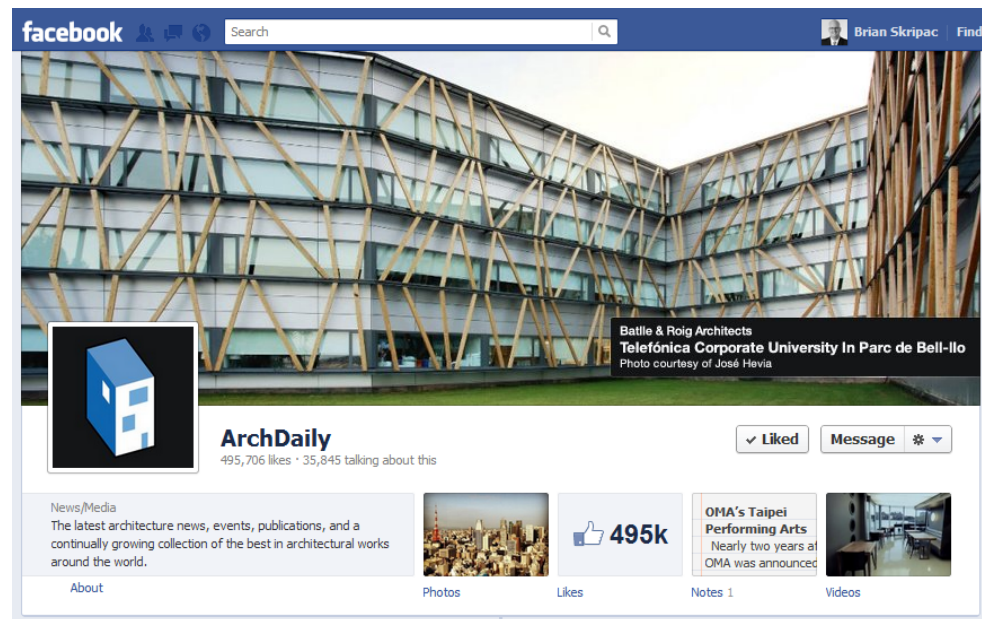 facebook
Search
Brian Skripac
Find
Batlle & Roig Architects
Telefónica Corporate University In Parc de Bell-llo
Photo courtesy of José Hevia
ArchDaily
495,706 likes · 35,845 talking about this
Liked
Message
News/Media
The latest architecture news, events, publications, and a
continually growing collection of the best in architectural works
around the world.
About
Photos
495k
Likes
OMA's Taipei
Performing Arts
Nearly two years af
OMA was announced
Notes 1
Videos